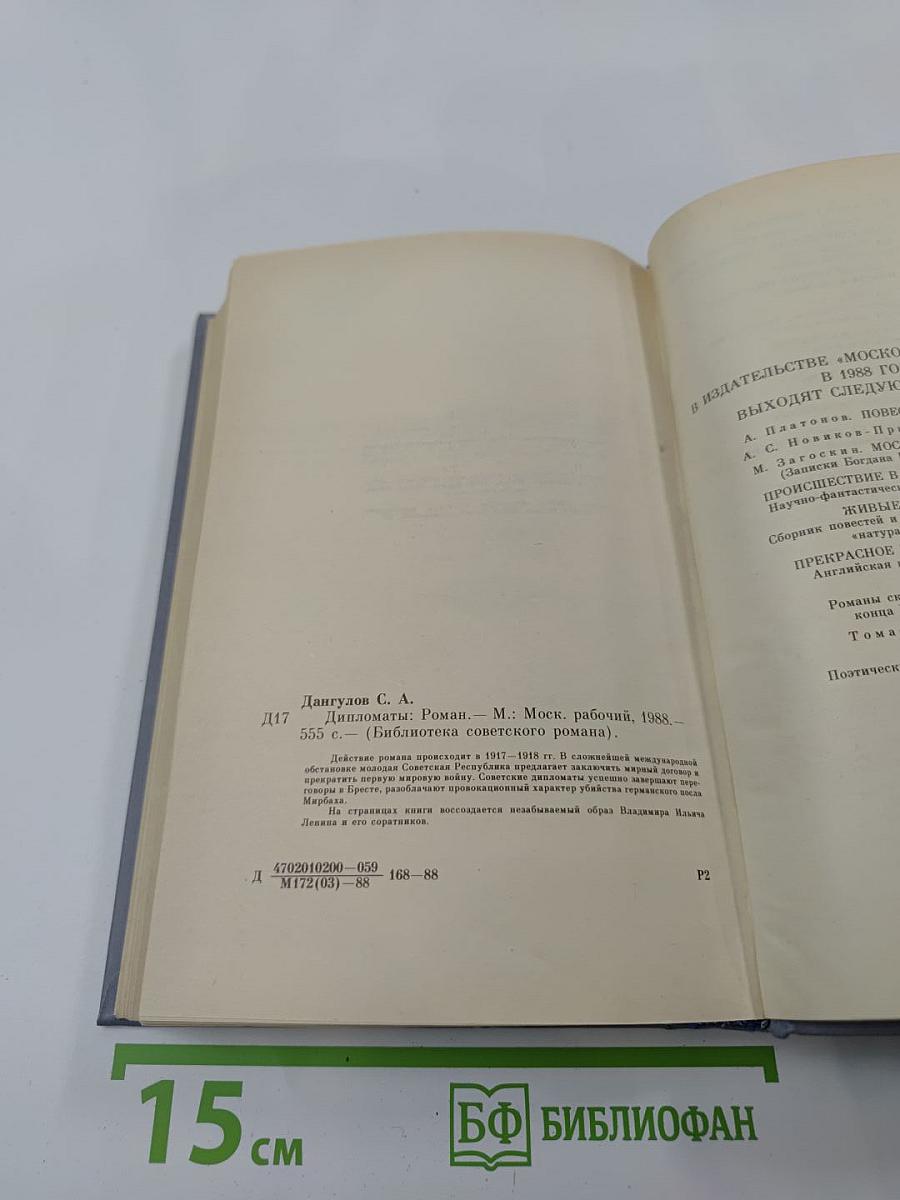 Дангулов С. А.
Д17 Дипломаты: Роман.— М.: Моск. рабочий, 1988.—
555 с.— (Библиотека советского романа).
Действие романа происходит в 1917—1918 гг. В сложнейшей международной
обстановке молодая Советская Республика предлагает заключить мирный договор и
прекратить первую мировую войну. Советские дипломаты успешно завершают пере-
говоры в Бресте, разоблачают провокационный характер убийства германского посла
Мирбаха.
На страницах книги воссоздается незабываемый образ Владимира Ильича
Ленина и его соратников.
Д 4702010200—059
М172(03)—88 168—88 Р2
В ИЗДАТЕЛЬСТВЕ «МОСКО
В 1988 ГО
ВЫХОДЯТ СЛЕДУЮ
А. Платонов. ПОВЕС
А. С. Новиков-При
М. Загоскин. МОС
(Записки Богдана
ПРОИСШЕСТВИЕ В
Научно-фантастичес
ЖИВЫЕ
Сборник повестей и
«натура
ПРЕКРАСНОЕ
Английская
Романы ск
конца
Тома
Поэтическ
15 см
БФ БИБЛИОФАН